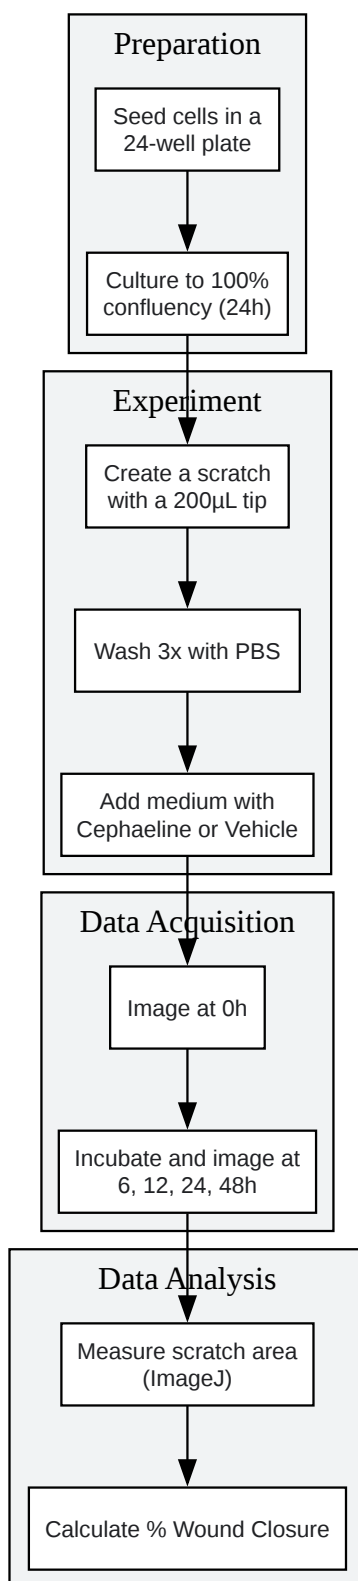 Preparation
Seed cells in a
24-well plate
Culture to 100%
confluency (24h)
Experiment
Create a scratch
with a 200µL tip
Wash 3x with PBS
Add medium with
Cephaeline or Vehicle
Data Acquisition
Image at 0h
Incubate and image at
6, 12, 24, 48h
Data Analysis
Measure scratch area
(ImageJ)
Calculate % Wound Closure